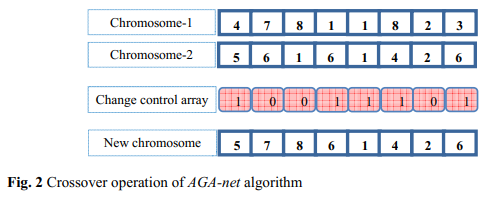 Chromosome-1 4 7 8 1 1 8 2 3
Chromosome-2 5 6 1 6 1 4 2 6
Change control array 1 0 0 1 1 1 0 1
New chromosome 5 7 8 6 1 4 2 6
Fig. 2 Crossover operation of AGA-net algorithm